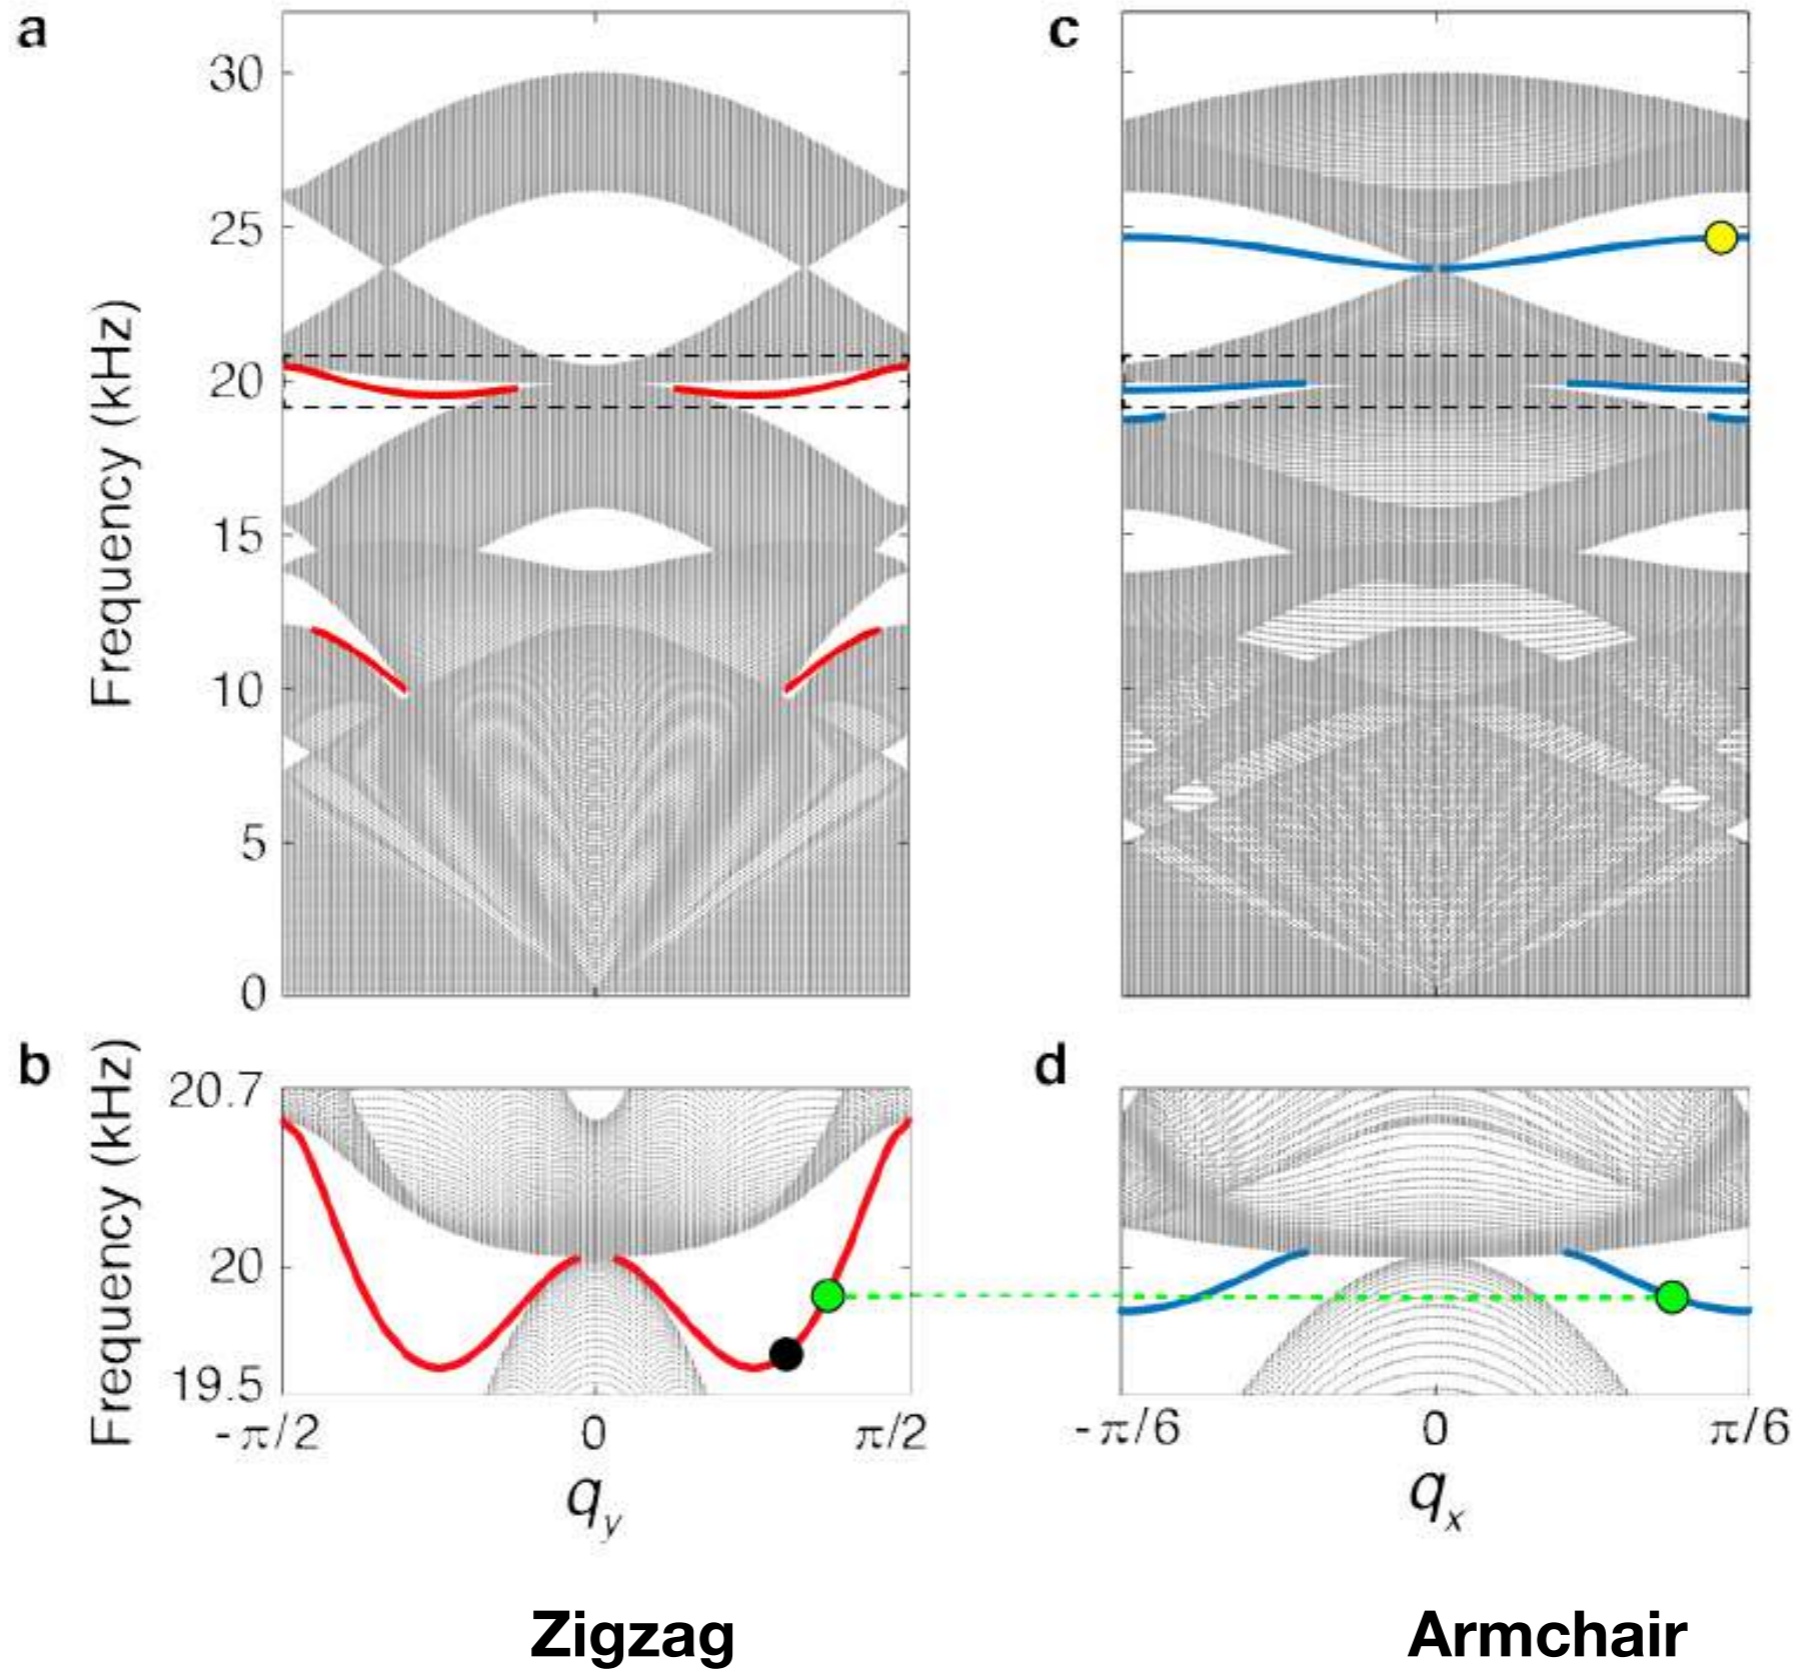 a
c
30
25
20
15
10
5
0
Frequency (kHz)
b
d
20.7
20
19.5
Frequency (kHz)
-π/2
0
π/2
-π/6
0
π/6
q_y
q_x
Zigzag
Armchair